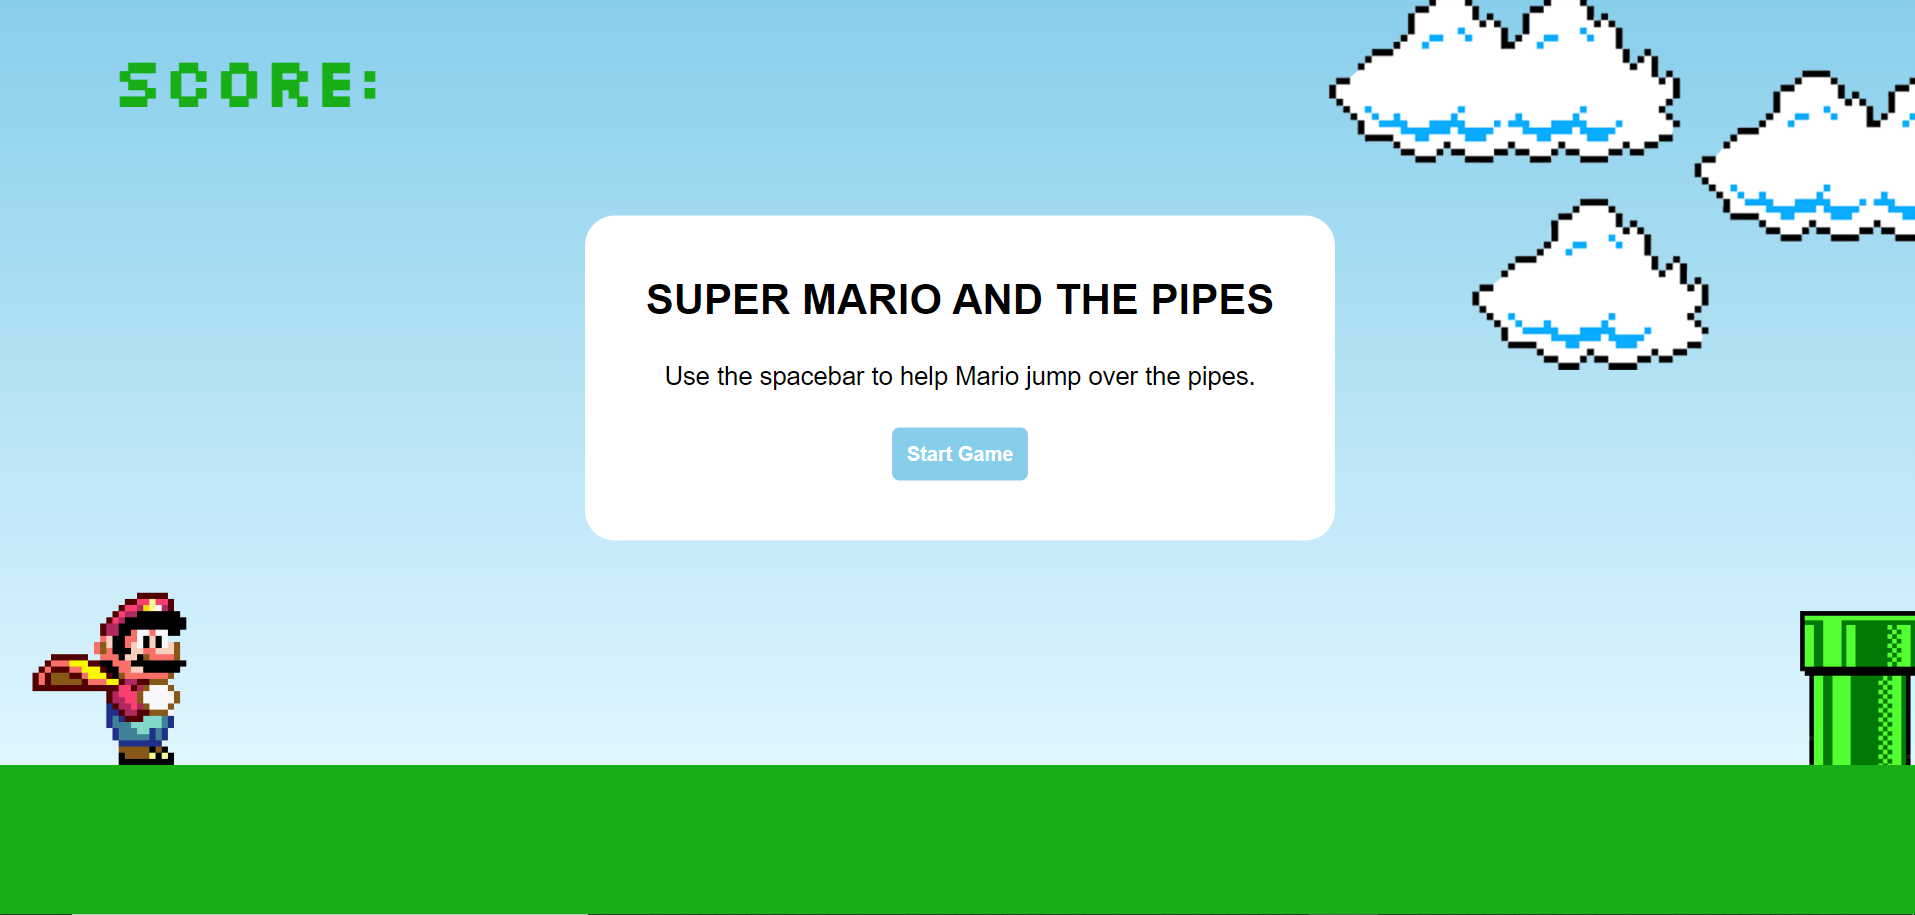 SCORE:
SUPER MARIO AND THE PIPES
Use the spacebar to help Mario jump over the pipes.
Start Game